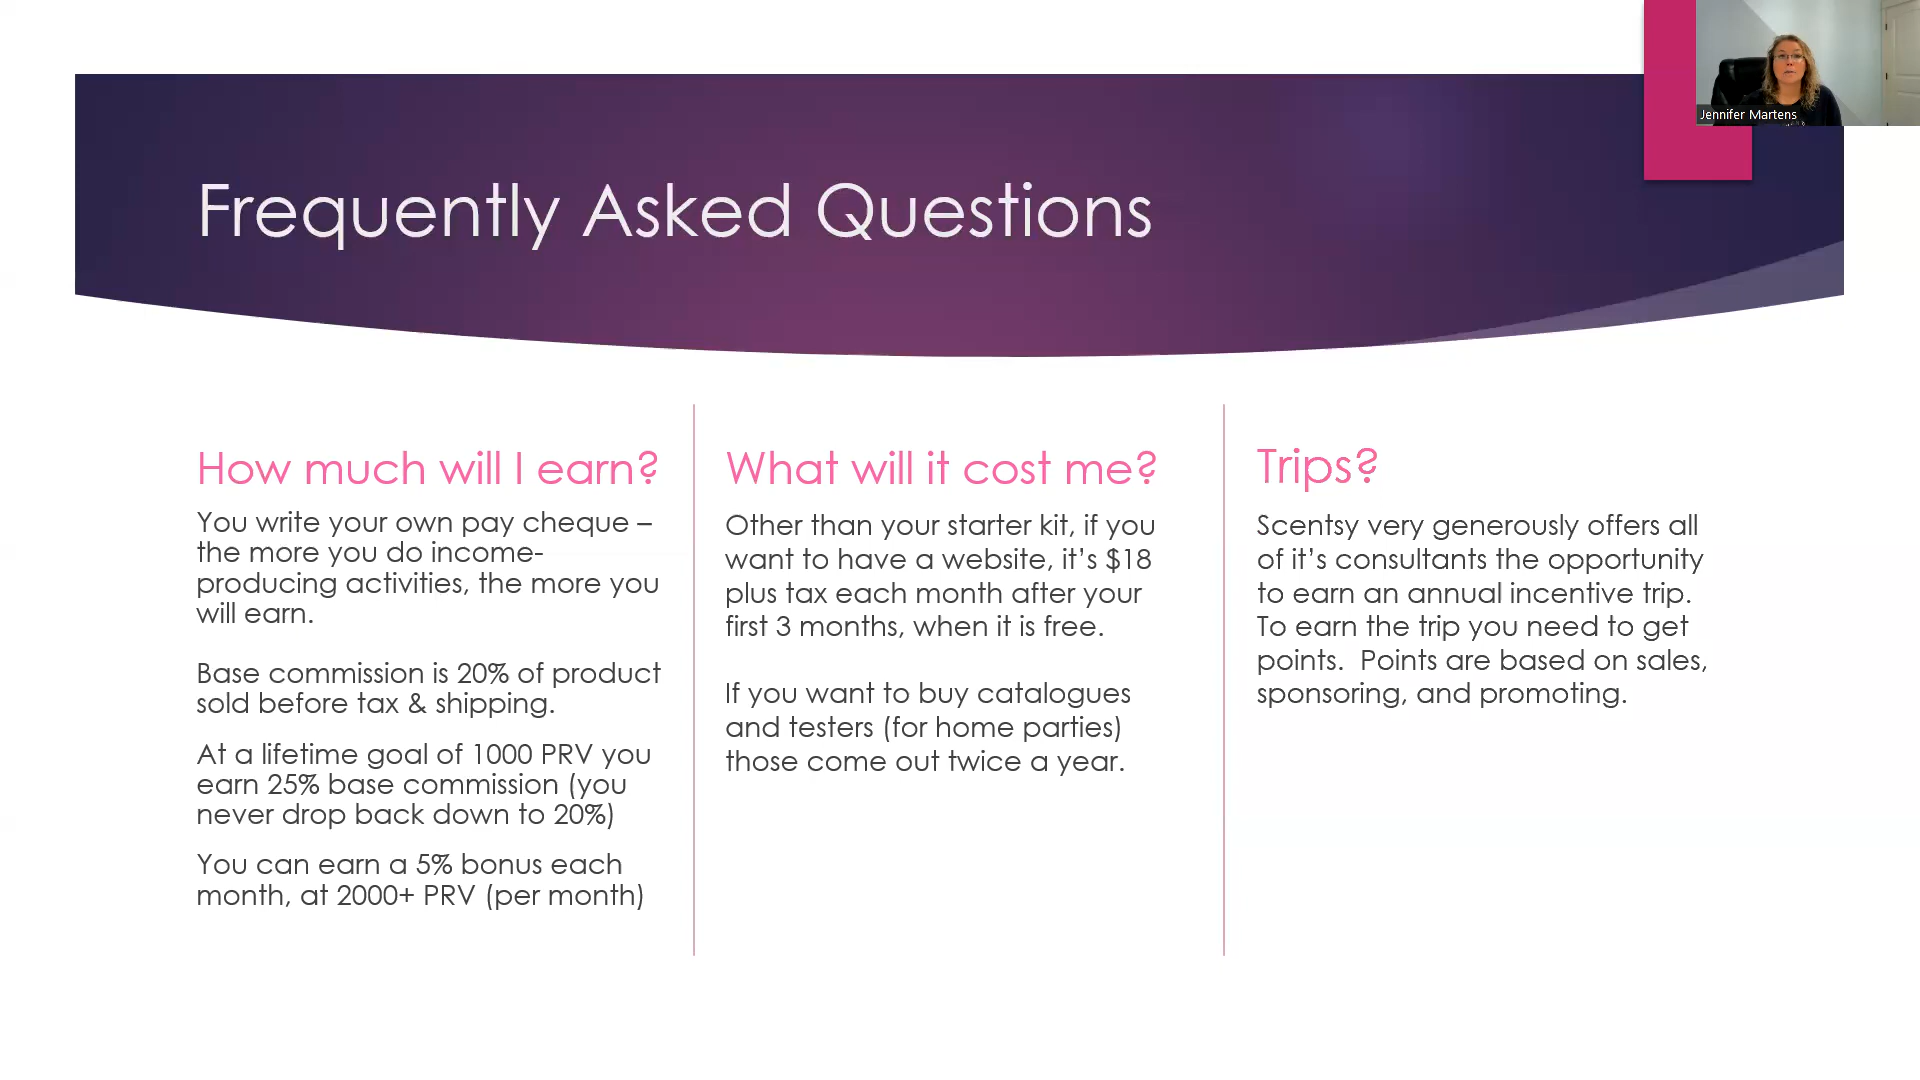 Jennifer Martens
Frequently Asked Questions
How much will I earn?
You write your own pay cheque –
the more you do income-
producing activities, the more you
will earn.
Base commission is 20% of product
sold before tax & shipping.
At a lifetime goal of 1000 PRV you
earn 25% base commission (you
never drop back down to 20%)
You can earn a 5% bonus each
month, at 2000+ PRV (per month)
What will it cost me?
Other than your starter kit, if you
want to have a website, it’s $18
plus tax each month after your
first 3 months, when it is free.
If you want to buy catalogues
and testers (for home parties)
those come out twice a year.
Trips?
Scentsy very generously offers all
of it’s consultants the opportunity
to earn an annual incentive trip.
To earn the trip you need to get
points.  Points are based on sales,
sponsoring, and promoting.